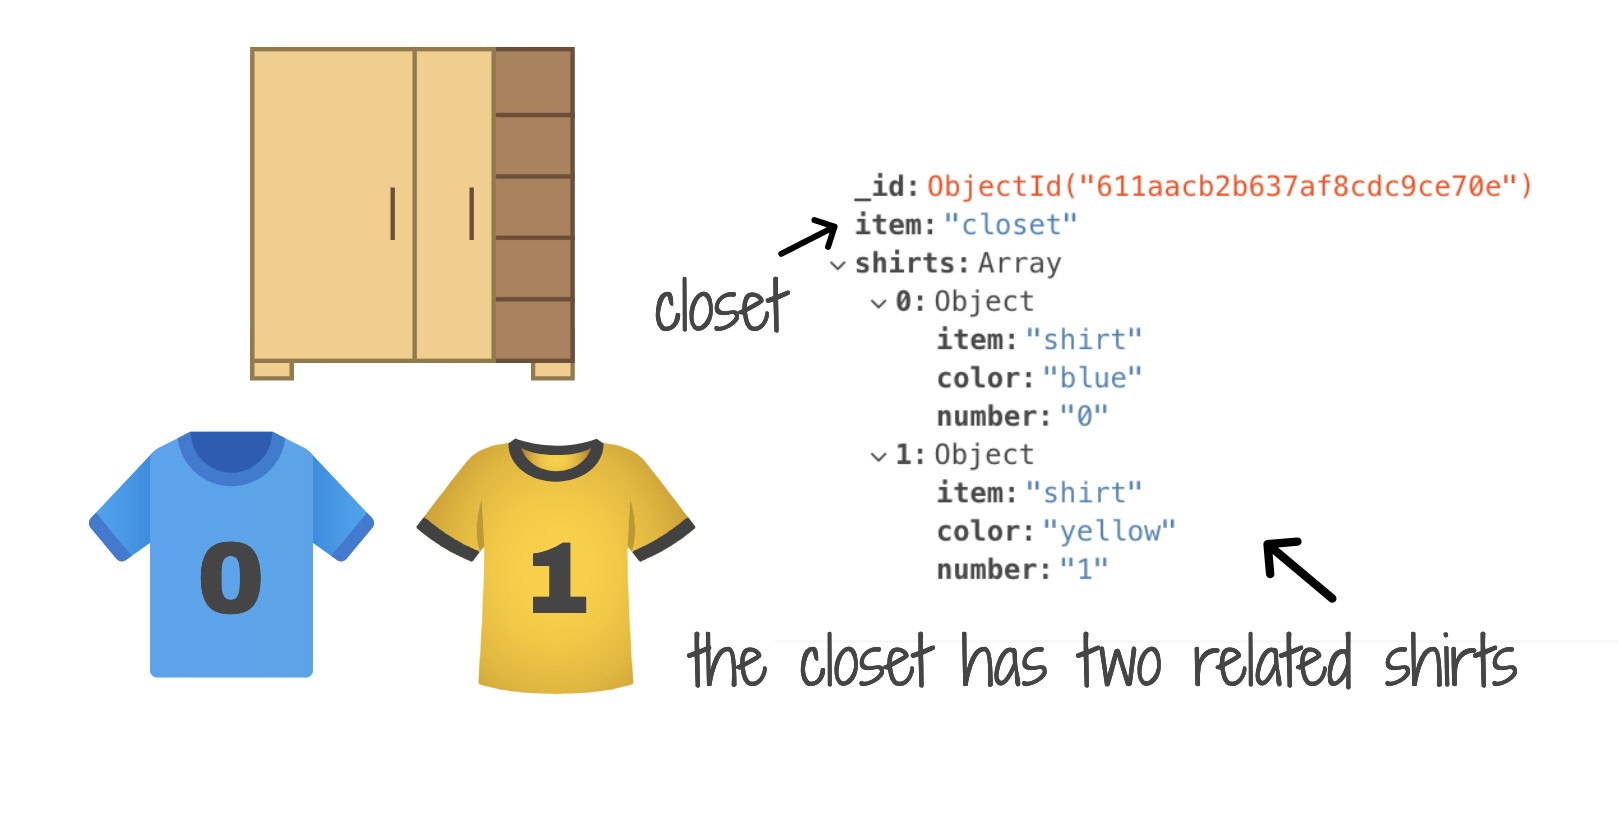 _id: ObjectId("611aacb2b637af8cdc9ce70e")
item: "closet"
shirts: Array
0: Object
item: "shirt"
color: "blue"
number: "0"
1: Object
item: "shirt"
color: "yellow"
number: "1"
closet
0
1
the closet has two related shirts